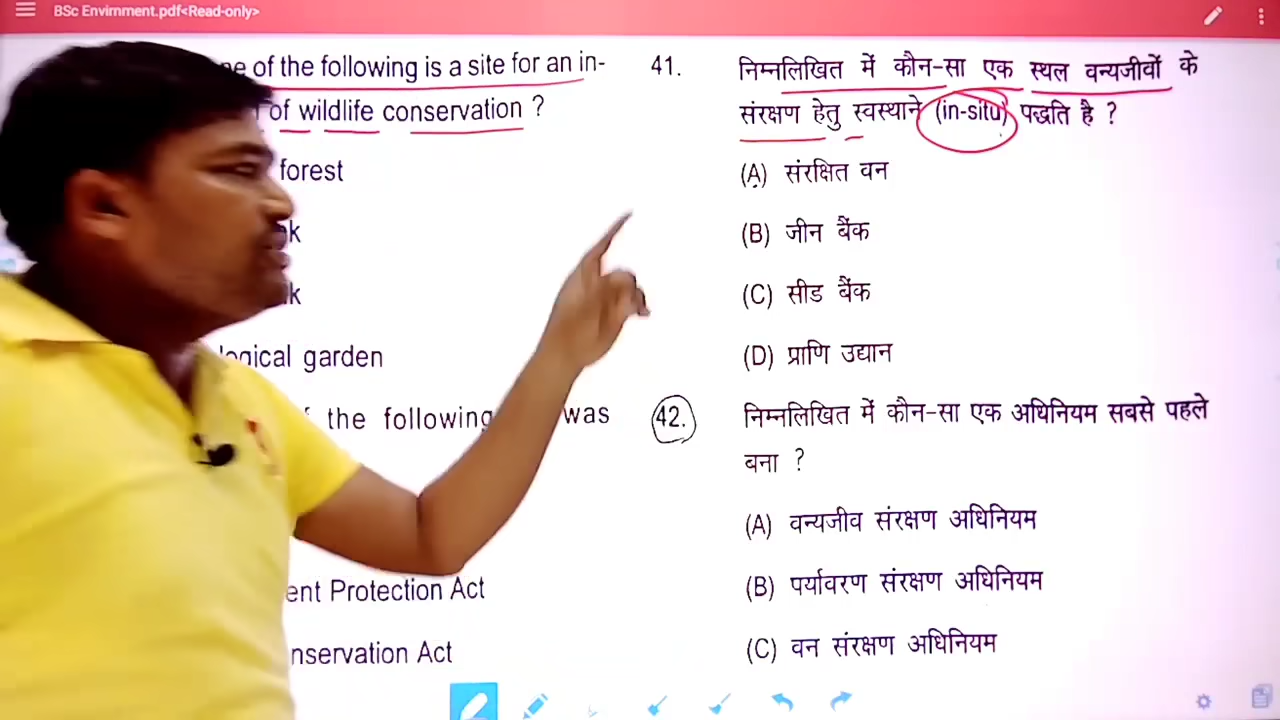 BSc Envirnment.pdf<Read-only>
of the following is a site for an in-
of wildlife conservation ?
forest
logical garden
the following was
ent Protection Act
nservation Act
41. निम्नलिखित में कौन-सा एक स्थल वन्यजीवों के
संरक्षण हेतु स्वस्थाने (in-situ) पद्धति है ?
(A) संरक्षित वन
(B) जीन बैंक
(C) सीड बैंक
(D) प्राणि उद्यान
42. निम्नलिखित में कौन-सा एक अधिनियम सबसे पहले
बना ?
(A) वन्यजीव संरक्षण अधिनियम
(B) पर्यावरण संरक्षण अधिनियम
(C) वन संरक्षण अधिनियम